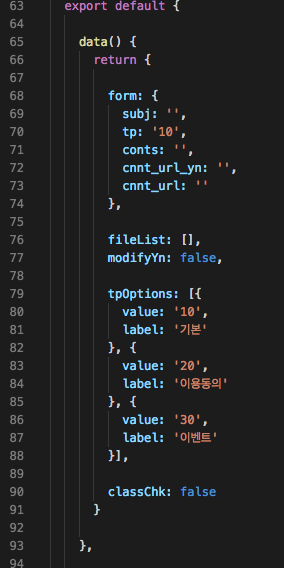 63 export default {
64
65 data() {
66 return {
67
68 form: {
69 subj: '',
70 tp: '10',
71 conts: '',
72 cnnt_url_yn: '',
73 cnnt_url: ''
74 },
75
76 fileList: [],
77 modifyYn: false,
78
79 tpOptions: [{
80 value: '10',
81 label: '기본'
82 }, {
83 value: '20',
84 label: '이용동의'
85 }, {
86 value: '30',
87 label: '이벤트'
88 }],
89
90 classChk: false
91 }
92
93 },
94